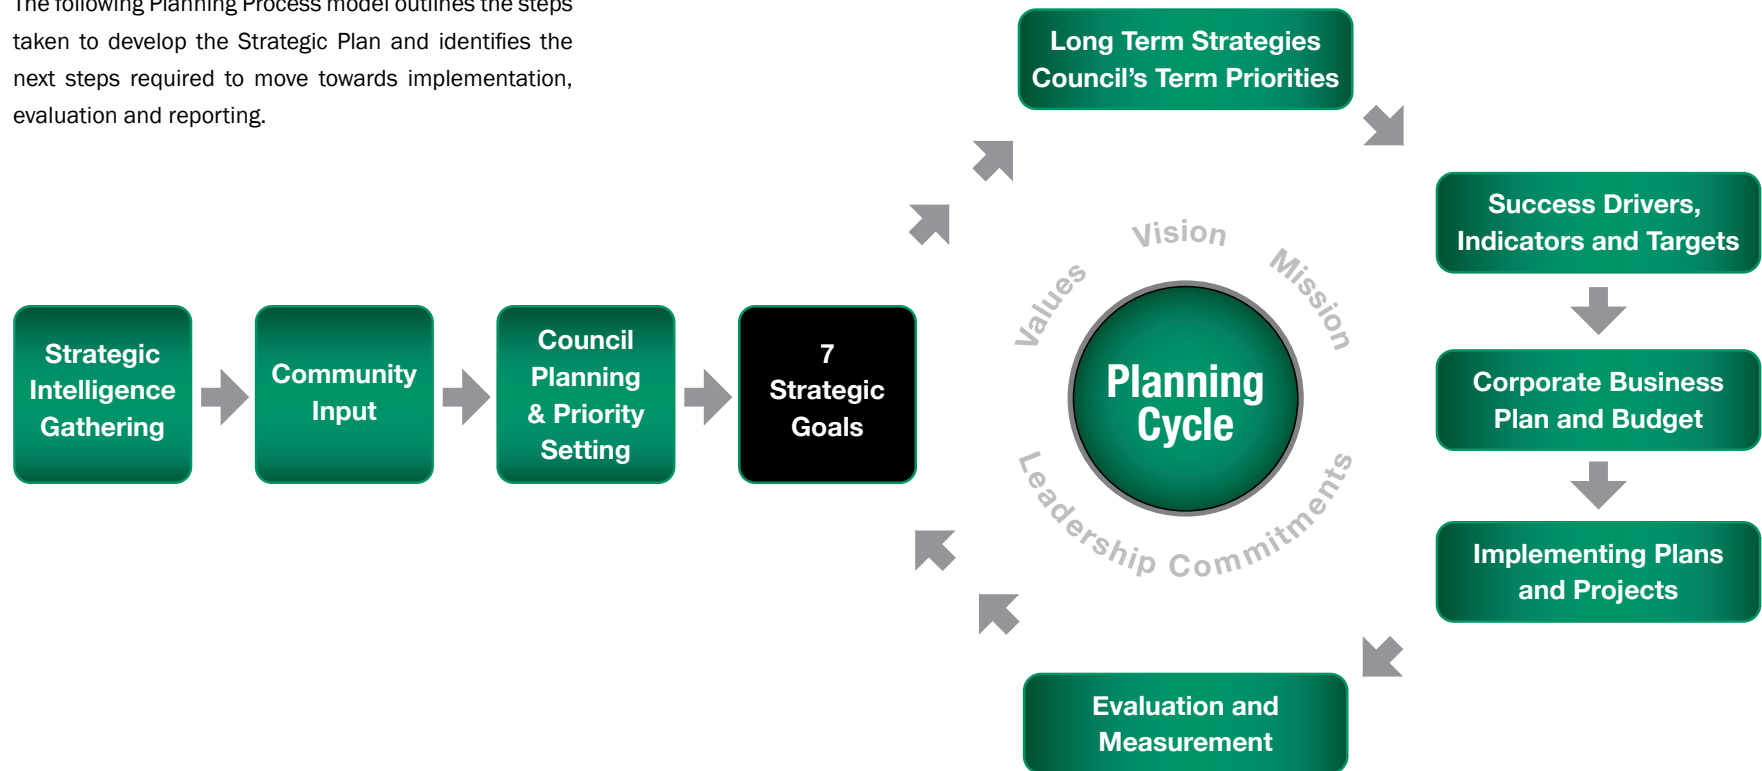 The following Planning Process model outlines the steps
taken to develop the Strategic Plan and identifies the
next steps required to move towards implementation,
evaluation and reporting.
Long Term Strategies
Council's Term Priorities
Success Drivers,
Indicators and Targets
Corporate Business
Plan and Budget
Implementing Plans
and Projects
Evaluation and
Measurement
Strategic
Intelligence
Gathering
Community
Input
Council
Planning
& Priority
Setting
7
Strategic
Goals
Values
Vision
Mission
Planning
Cycle
Leadership Commitments